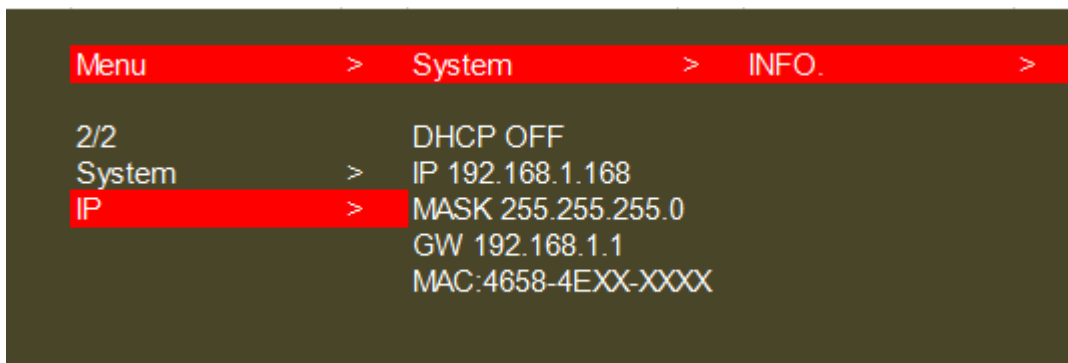 Menu > System > INFO. >
2/2 DHCP OFF
System > IP 192.168.1.168
IP > MASK 255.255.255.0
GW 192.168.1.1
MAC:4658-4EXX-XXXX